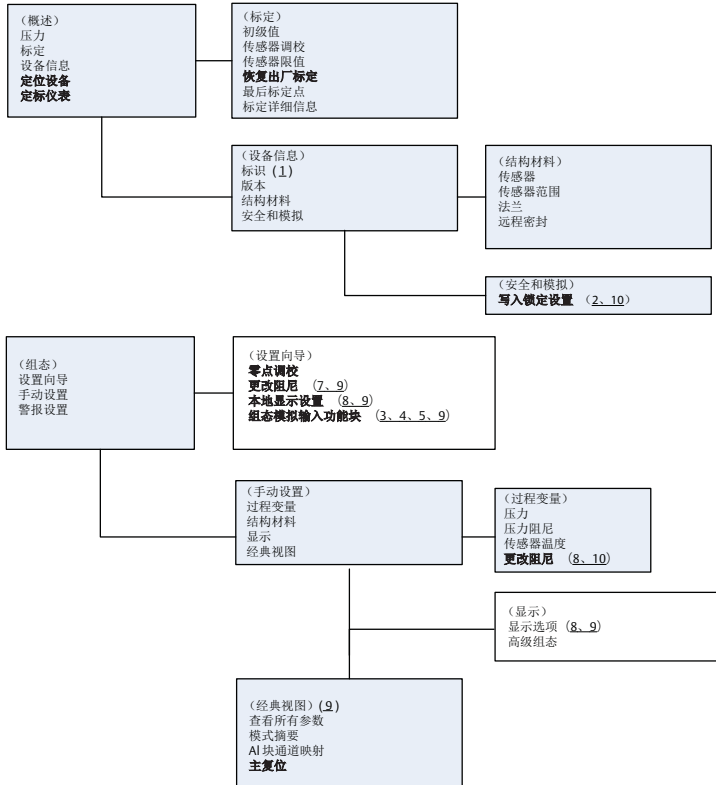 （概述）
压力
标定
设备信息
定位设备
定标仪表
（标定）
初级值
传感器调校
传感器限值
恢复出厂标定
最后标定点
标定详细信息
（设备信息）
标识 (1)
版本
结构材料
安全和模拟
（结构材料）
传感器
传感器范围
法兰
远程密封
（安全和模拟）
写入锁定设置 （2、10）
（组态）
设置向导
手动设置
警报设置
（设置向导）
零点调校
更改阻尼 （7、9）
本地显示设置 （8、9）
组态模拟输入功能块 （3、4、5、9）
（手动设置）
过程变量
结构材料
显示
经典视图
（过程变量）
压力
压力阻尼
传感器温度
更改阻尼 （8、10）
（显示）
显示选项（8、9）
高级组态
（经典视图）(9)
查看所有参数
模式摘要
AI 块通道映射
主复位